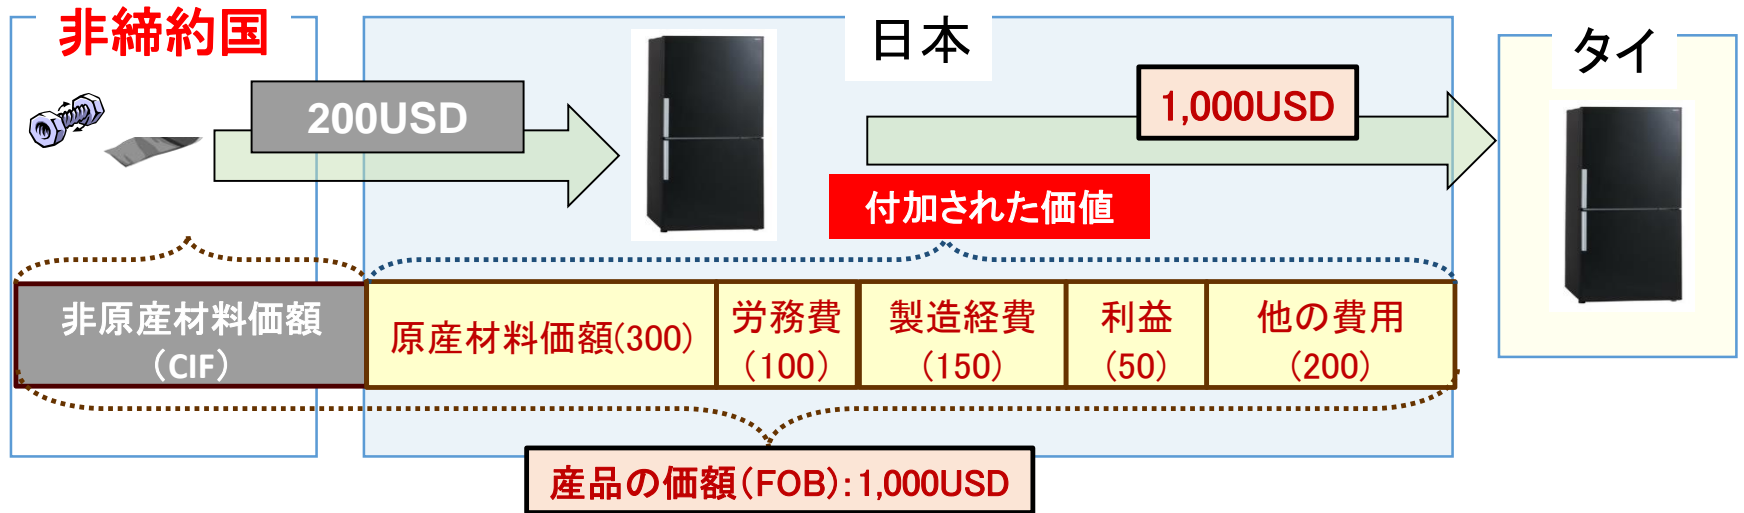 非締約国
日本
タイ
200USD
1,000USD
付加された価値
非原産材料価額
(CIF)
原産材料価額(300)
労務費
(100)
製造経費
(150)
利益
(50)
他の費用
(200)
産品の価額(FOB):1,000USD